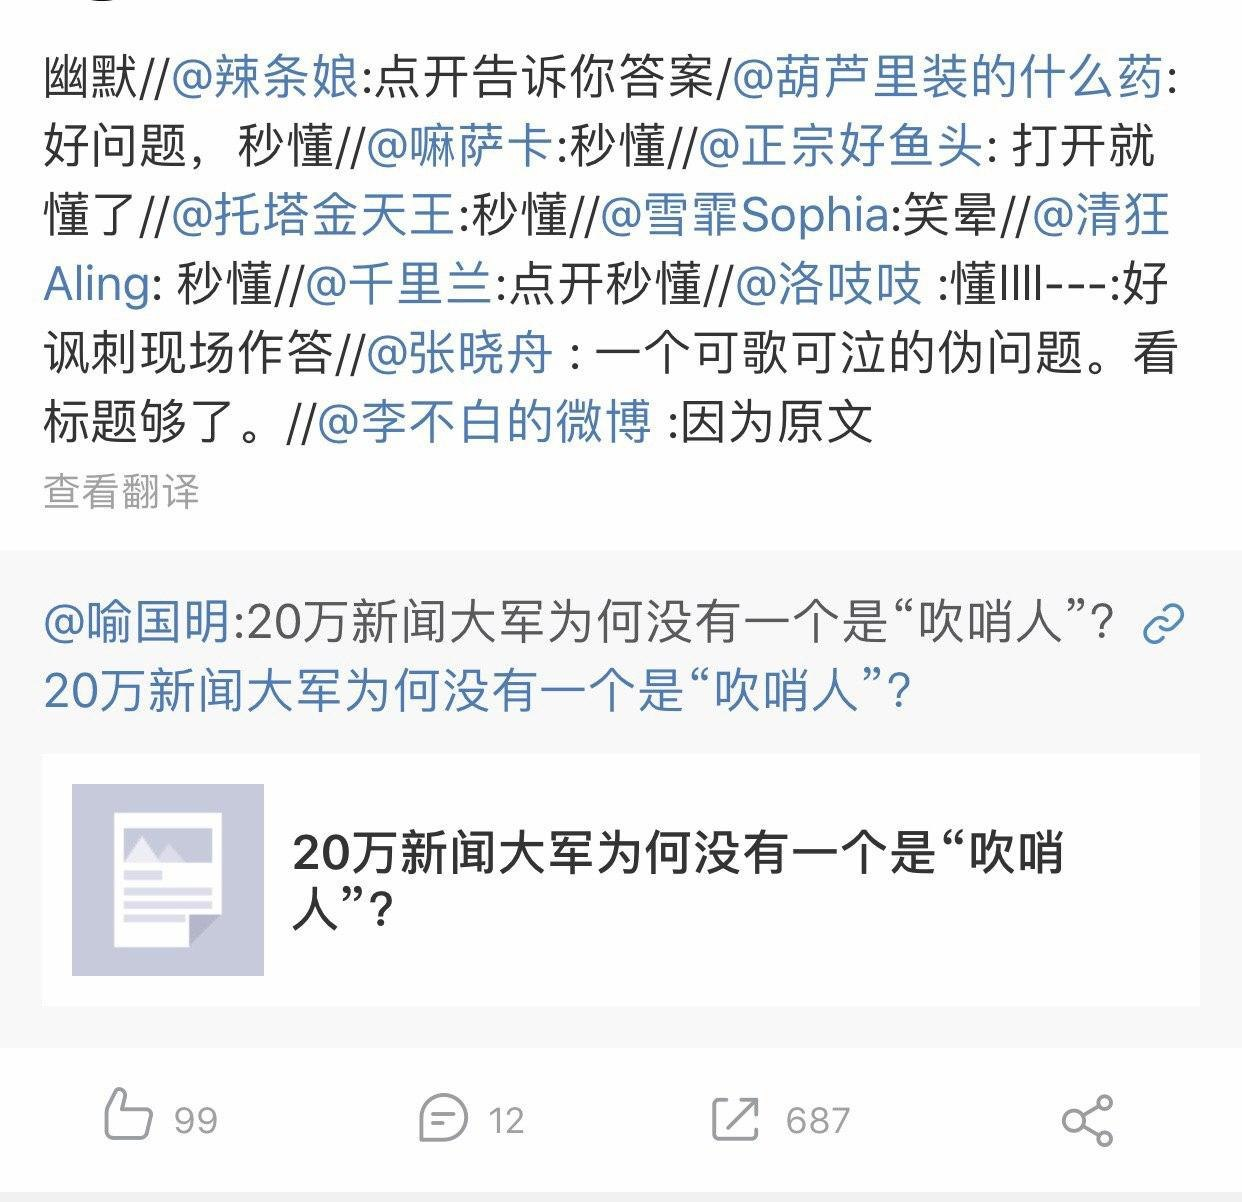 幽默//@辣条娘:点开告诉你答案/@葫芦里装的什么药:
好问题，秒懂//@嘛萨卡:秒懂//@正宗好鱼头: 打开就
懂了//@托塔金天王:秒懂//@雪霏Sophia:笑晕//@清狂
Aling: 秒懂//@千里兰:点开秒懂//@洛吱吱 :懂llll---:好
讽刺现场作答//@张晓舟 : 一个可歌可泣的伪问题。看
标题够了。//@李不白的微博 :因为原文
查看翻译
@喻国明:20万新闻大军为何没有一个是“吹哨人”？
20万新闻大军为何没有一个是“吹哨人”？
20万新闻大军为何没有一个是“吹哨
人”？
99
12
687